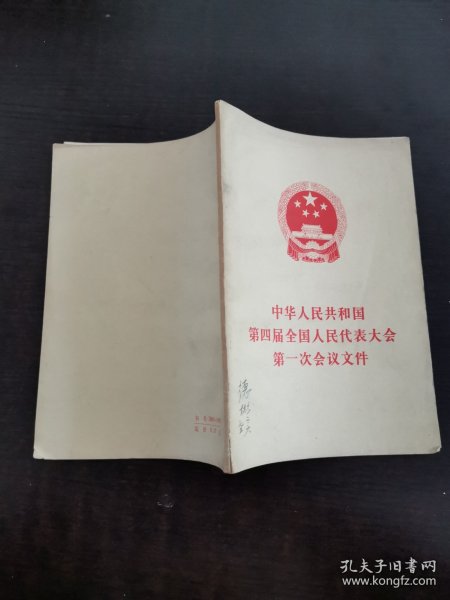 中华人民共和国
第四届全国人民代表大会
第一次会议文件
孔夫子旧书网
www.kongfz.com